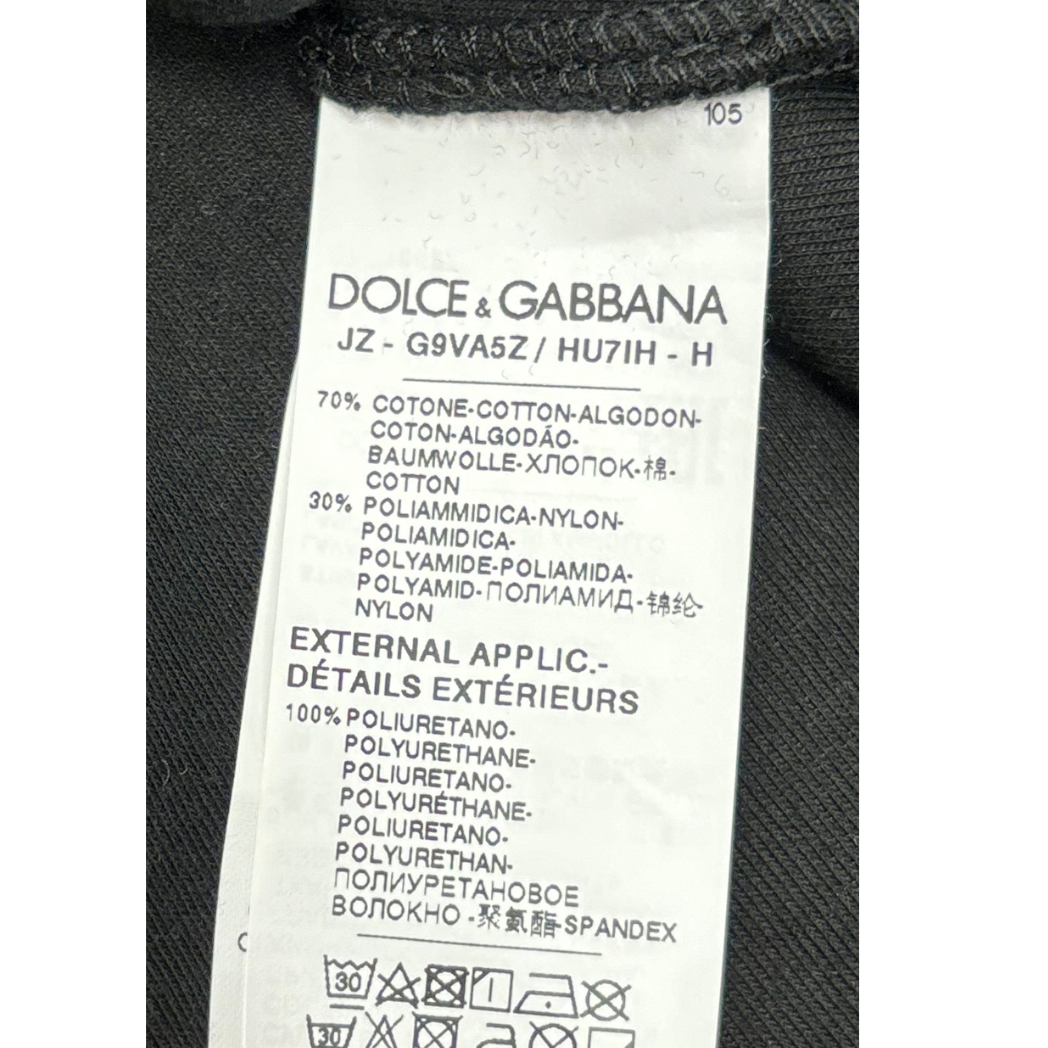 105
DOLCE & GABBANA
JZ - G9VA5Z / HU7IH - H
70% COTONE-COTTON-ALGODON-
COTON-ALGODÃO-
BAUMWOLLE-ХЛОПОК-棉-
COTTON
30% POLIAMMIDICA-NYLON-
POLIAMIDICA-
POLYAMIDE-POLIAMIDA-
POLYAMID-ПОЛИАМИД-锦纶-
NYLON
EXTERNAL APPLIC.-
DÉTAILS EXTÉRIEURS
100% POLIURETANO-
POLYURETHANE-
POLIURETANO-
POLYURÉTHANE-
POLIURETANO-
POLYURETHAN-
ПОЛИУРЕТАНОВОЕ
ВОЛОКНО -聚氨酯-SPANDEX
30
30